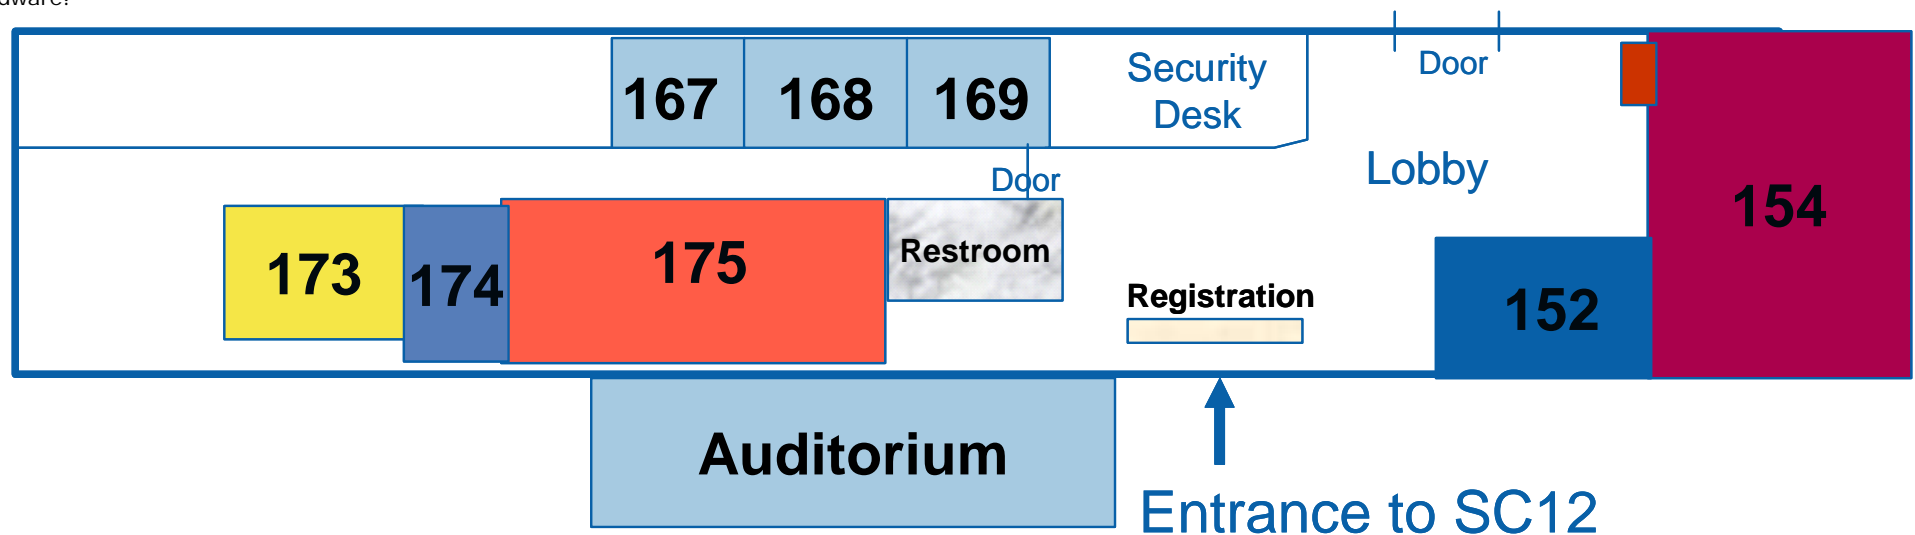 167
168
169
Security
Desk
Door
Lobby
Door
154
173
174
175
Restroom
Registration
152
Auditorium
Entrance to SC12